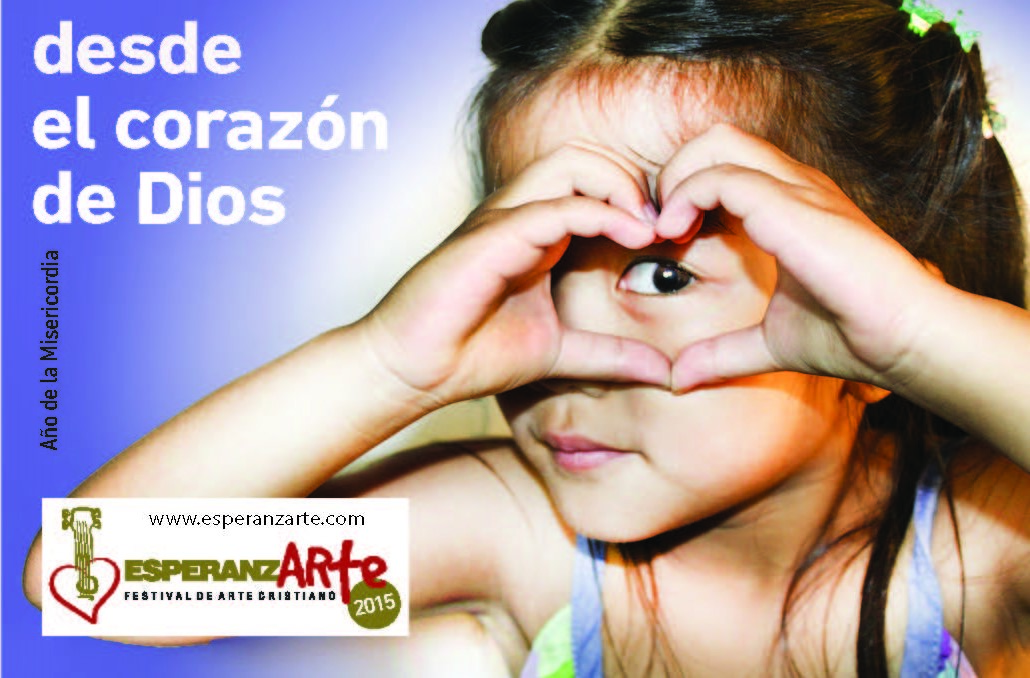 desde
el corazón
de Dios
Año de la Misericordia
www.esperanzarte.com
ESPERANZARte
FESTIVAL DE ARTE CRISTIANO
2015